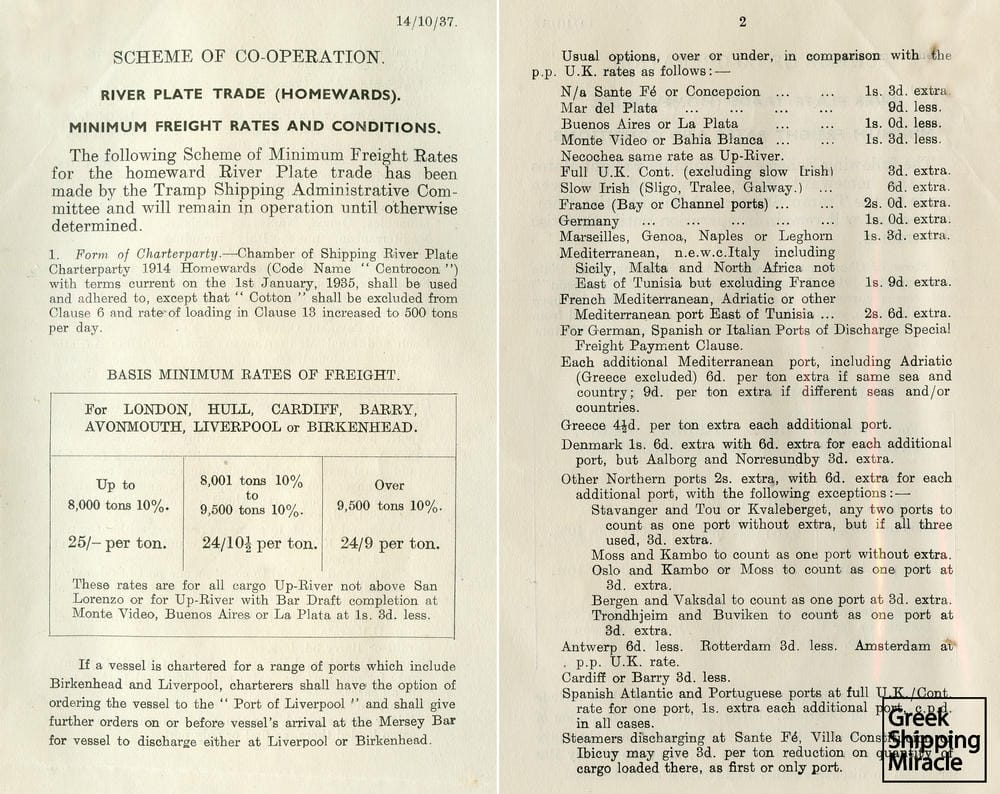 14/10/37.
SCHEME OF CO-OPERATION.
RIVER PLATE TRADE (HOMEWARDS).
MINIMUM FREIGHT RATES AND CONDITIONS.
The following Scheme of Minimum Freight Rates
for the homeward River Plate trade has been
made by the Tramp Shipping Administrative Com-
mittee and will remain in operation until otherwise
determined.
1. Form of Charterparty.—Chamber of Shipping River Plate
Charterparty 1914 Homewards (Code Name “ Centrocon ”)
with terms current on the 1st January, 1935, shall be used
and adhered to, except that “ Cotton ” shall be excluded from
Clause 6 and rate of loading in Clause 13 increased to 500 tons
per day.
BASIS MINIMUM RATES OF FREIGHT.
For LONDON, HULL, CARDIFF, BARRY,
AVONMOUTH, LIVERPOOL or BIRKENHEAD.
Up to
8,000 tons 10%.
25/– per ton.
8,001 tons 10%
to
9,500 tons 10%.
24/10½ per ton.
Over
9,500 tons 10%.
24/9 per ton.
These rates are for all cargo Up-River not above San
Lorenzo or for Up-River with Bar Draft completion at
Monte Video, Buenos Aires or La Plata at 1s. 3d. less.
If a vessel is chartered for a range of ports which include
Birkenhead and Liverpool, charterers shall have the option of
ordering the vessel to the “ Port of Liverpool ” and shall give
further orders on or before vessel's arrival at the Mersey Bar
for vessel to discharge either at Liverpool or Birkenhead.
2
Usual options, over or under, in comparison with the
p.p. U.K. rates as follows:—
N/a Sante Fé or Concepcion ... ... 1s. 3d. extra.
Mar del Plata ... ... ... ... 9d. less.
Buenos Aires or La Plata ... ... 1s. 0d. less.
Monte Video or Bahia Blanca ... ... 1s. 3d. less.
Necochea same rate as Up-River.
Full U.K. Cont. (excluding slow Irish) 3d. extra.
Slow Irish (Sligo, Tralee, Galway.) ... 6d. extra.
France (Bay or Channel ports) ... ... 2s. 0d. extra.
Germany ... ... ... ... ... 1s. 0d. extra.
Marseilles, Genoa, Naples or Leghorn 1s. 3d. extra.
Mediterranean, n.e.w.c.Italy including
Sicily, Malta and North Africa not
East of Tunisia but excluding France 1s. 9d. extra.
French Mediterranean, Adriatic or other
Mediterranean port East of Tunisia ... 2s. 6d. extra.
For German, Spanish or Italian Ports of Discharge Special
Freight Payment Clause.
Each additional Mediterranean port, including Adriatic
(Greece excluded) 6d. per ton extra if same sea and
country; 9d. per ton extra if different seas and/or
countries.
Greece 4½d. per ton extra each additional port.
Denmark 1s. 6d. extra with 6d. extra for each additional
port, but Aalborg and Norresundby 3d. extra.
Other Northern ports 2s. extra, with 6d. extra for each
additional port, with the following exceptions:—
Stavanger and Tou or Kvaleberget, any two ports to
count as one port without extra, but if all three
used, 3d. extra.
Moss and Kambo to count as one port without extra.
Oslo and Kambo or Moss to count as one port at
3d. extra.
Bergen and Vaksdal to count as one port at 3d. extra.
Trondhjeim and Buviken to count as one port at
3d. extra.
Antwerp 6d. less. Rotterdam 3d. less. Amsterdam at
p.p. U.K. rate.
Cardiff or Barry 3d. less.
Spanish Atlantic and Portuguese ports at full U.K./Cont.
rate for one port, 1s. extra each additional port, c.p.d.
in all cases.
Steamers discharging at Sante Fé, Villa or
Ibicuy may give 3d. per ton reduction on quantity of
cargo loaded there, as first or only port.
Greek
Shipping
Miracle